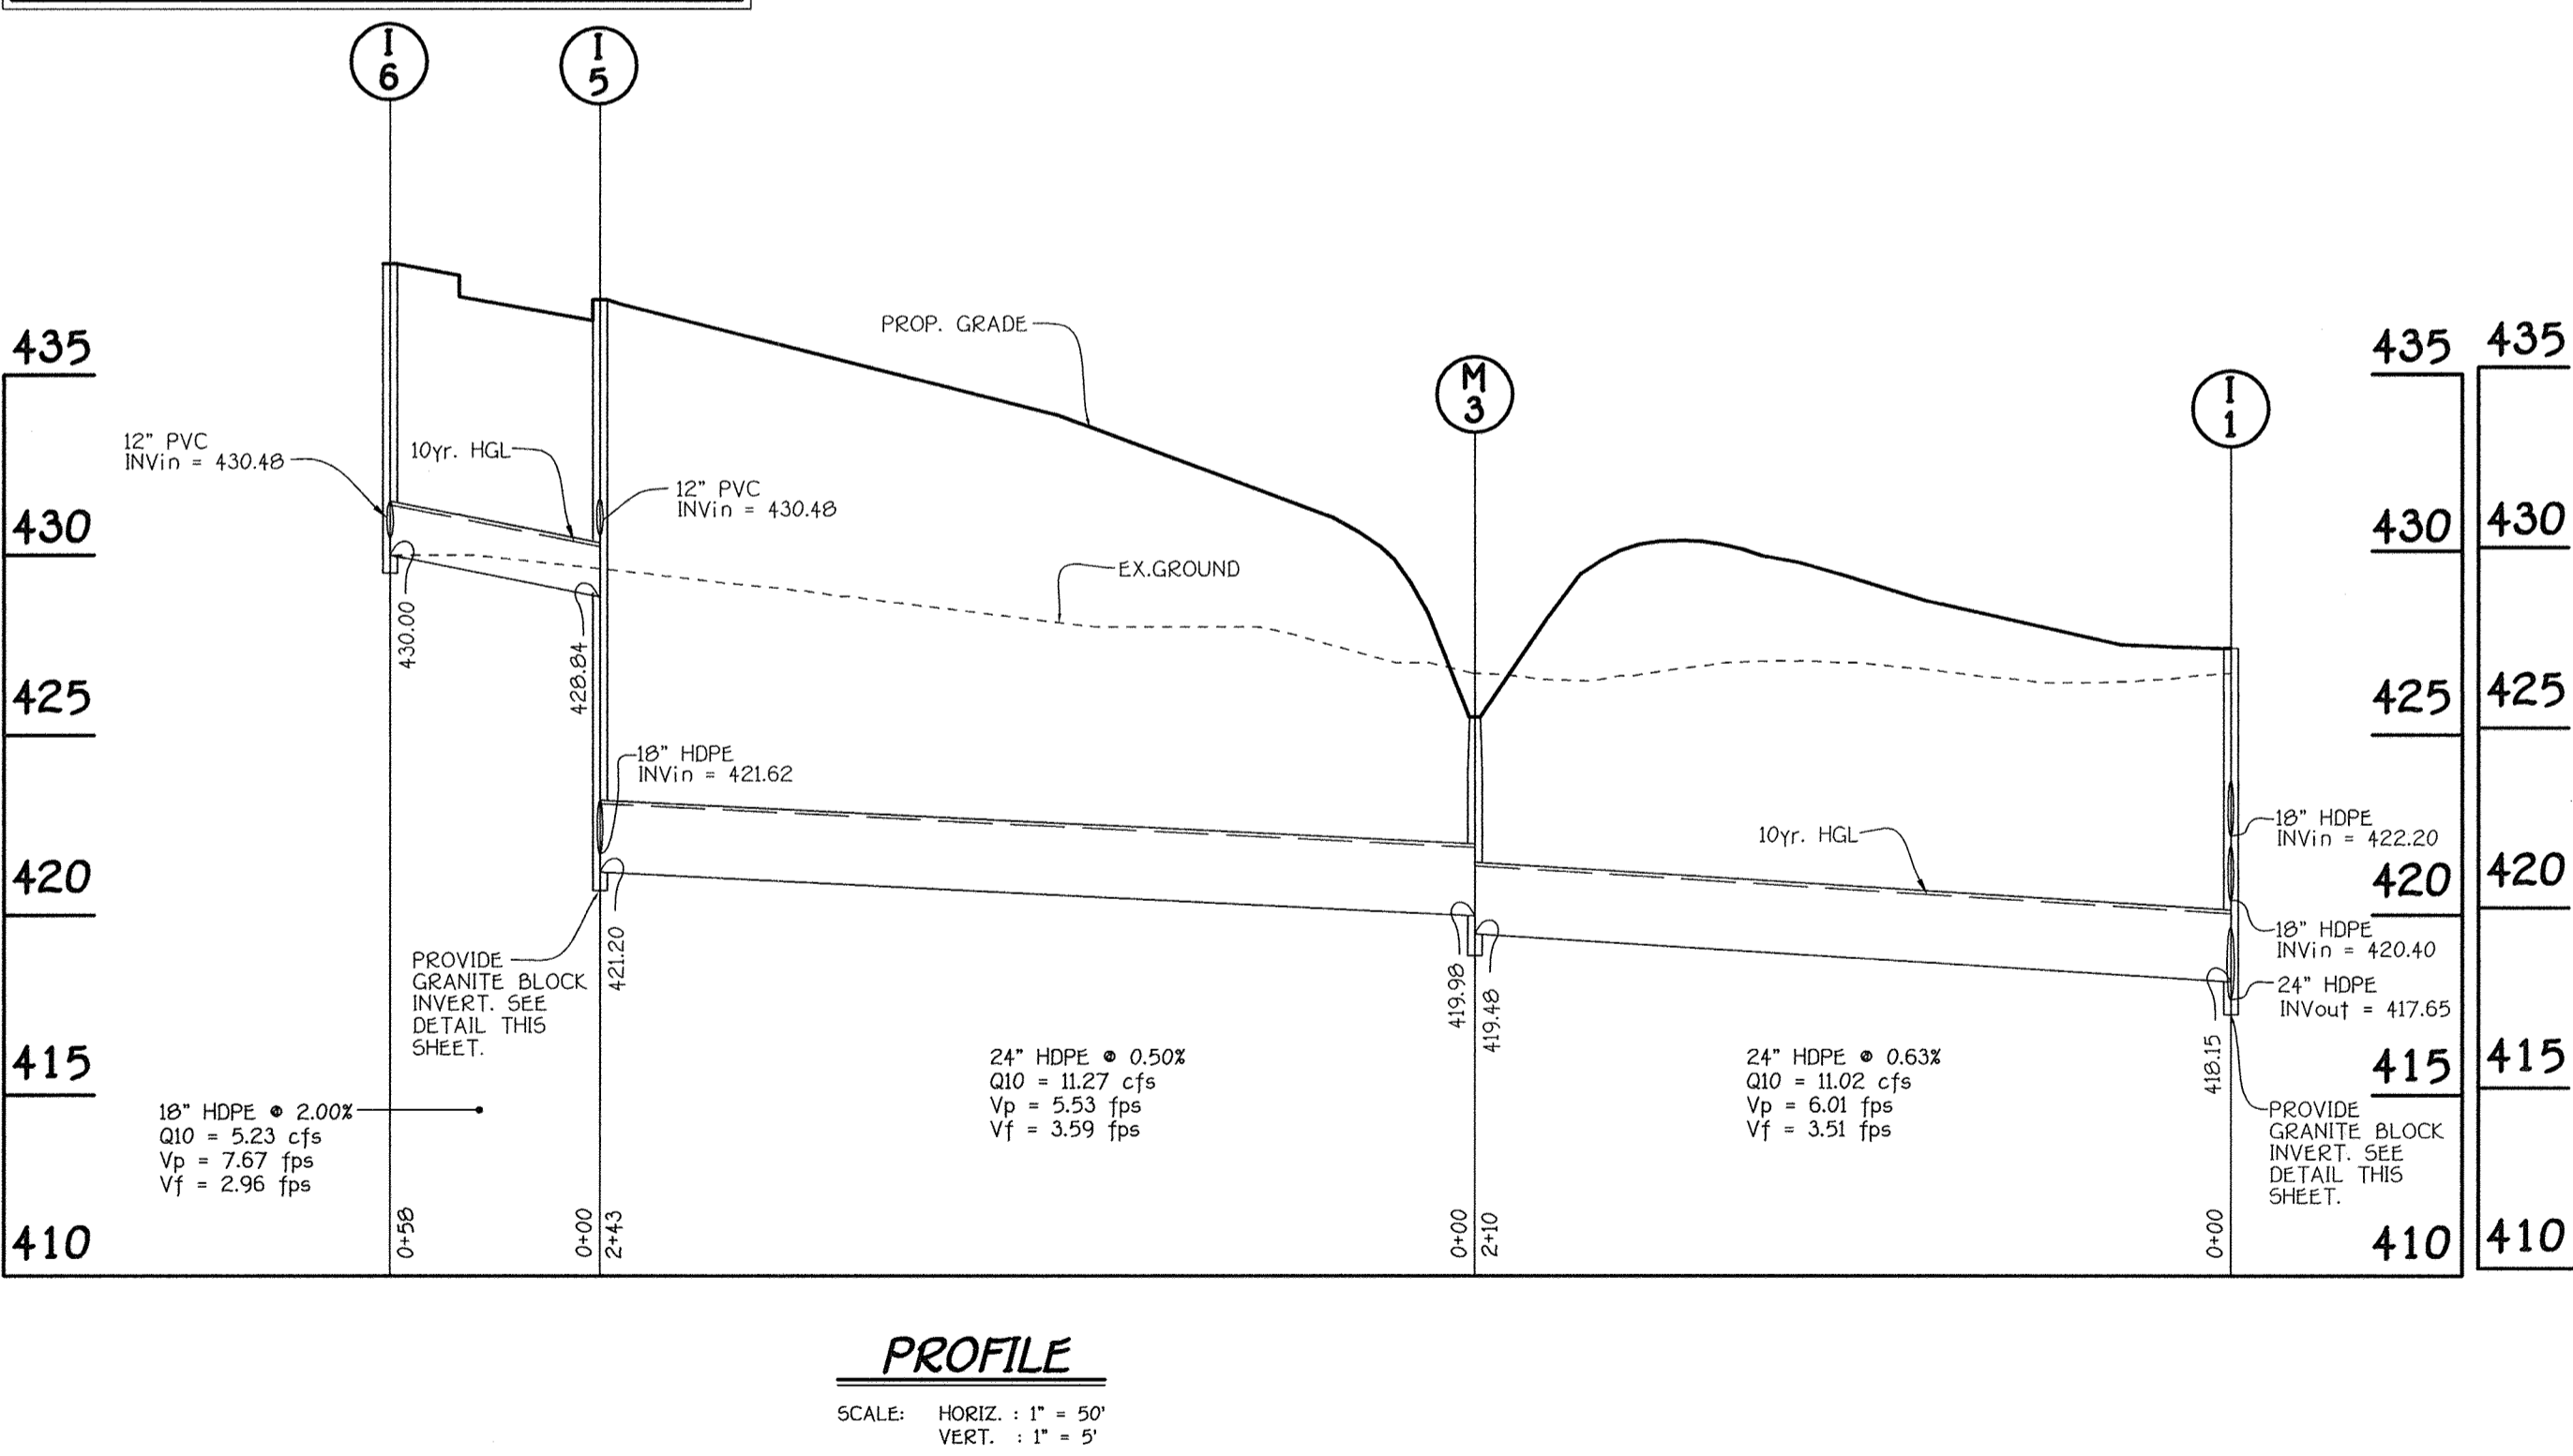 I
6
I
5
M
3
I
1
435
430
425
420
415
410
12" PVC
INVin = 430.48
10yr. HGL
12" PVC
INVin = 430.48
PROP. GRADE
EX.GROUND
430.00
428.84
18" HDPE
INVin = 421.62
421.20
PROVIDE
GRANITE BLOCK
INVERT. SEE
DETAIL THIS
SHEET.
18" HDPE @ 2.00%
Q10 = 5.23 cfs
Vp = 7.67 fps
Vf = 2.96 fps
24" HDPE @ 0.50%
Q10 = 11.27 cfs
Vp = 5.53 fps
Vf = 3.59 fps
419.98
419.48
10yr. HGL
24" HDPE @ 0.63%
Q10 = 11.02 cfs
Vp = 6.01 fps
Vf = 3.51 fps
418.15
18" HDPE
INVin = 422.20
18" HDPE
INVin = 420.40
24" HDPE
INVout = 417.65
PROVIDE
GRANITE BLOCK
INVERT. SEE
DETAIL THIS
SHEET.
0+58
0+00
2+43
0+00
2+10
0+00
435
430
425
420
415
410
435
430
425
420
415
410
PROFILE
SCALE: HORIZ. : 1" = 50'
VERT. : 1" = 5'